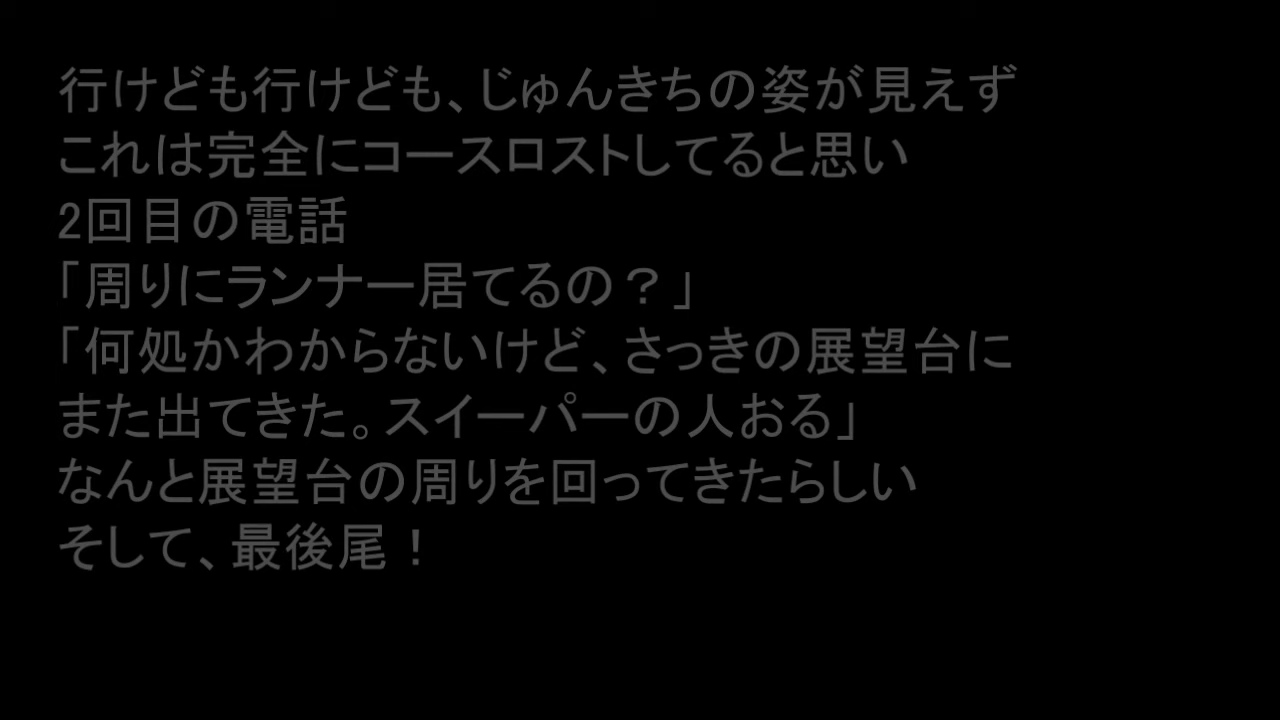 行けども行けども、じゅんきちの姿が見えず
これは完全にコースロストしてると思い
2回目の電話
「周りにランナー居てるの？」
「何処かわからないけど、さっきの展望台に
また出てきた。スイーパーの人おる」
なんと展望台の周りを回ってきたらしい
そして、最後尾！